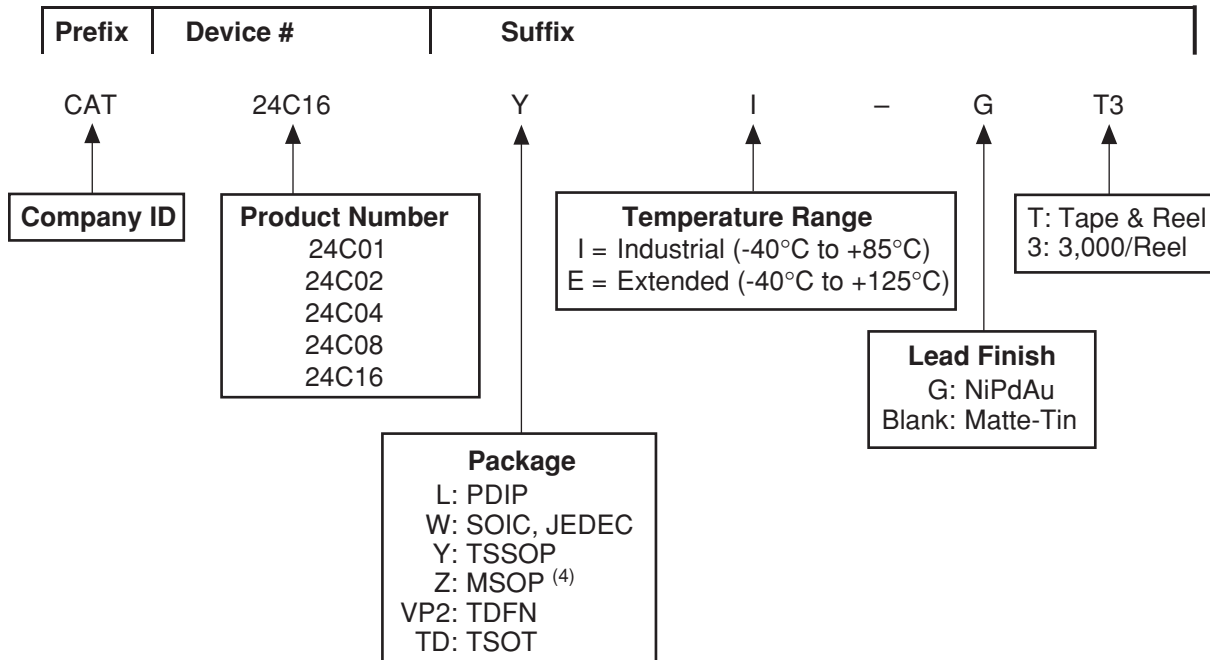 Prefix Device # Suffix
CAT 24C16 Y I – G T3
Company ID
Product Number
24C01
24C02
24C04
24C08
24C16
Temperature Range
I = Industrial (-40°C to +85°C)
E = Extended (-40°C to +125°C)
T: Tape & Reel
3: 3,000/Reel
Lead Finish
G: NiPdAu
Blank: Matte-Tin
Package
L: PDIP
W: SOIC, JEDEC
Y: TSSOP
Z: MSOP (4)
VP2: TDFN
TD: TSOT